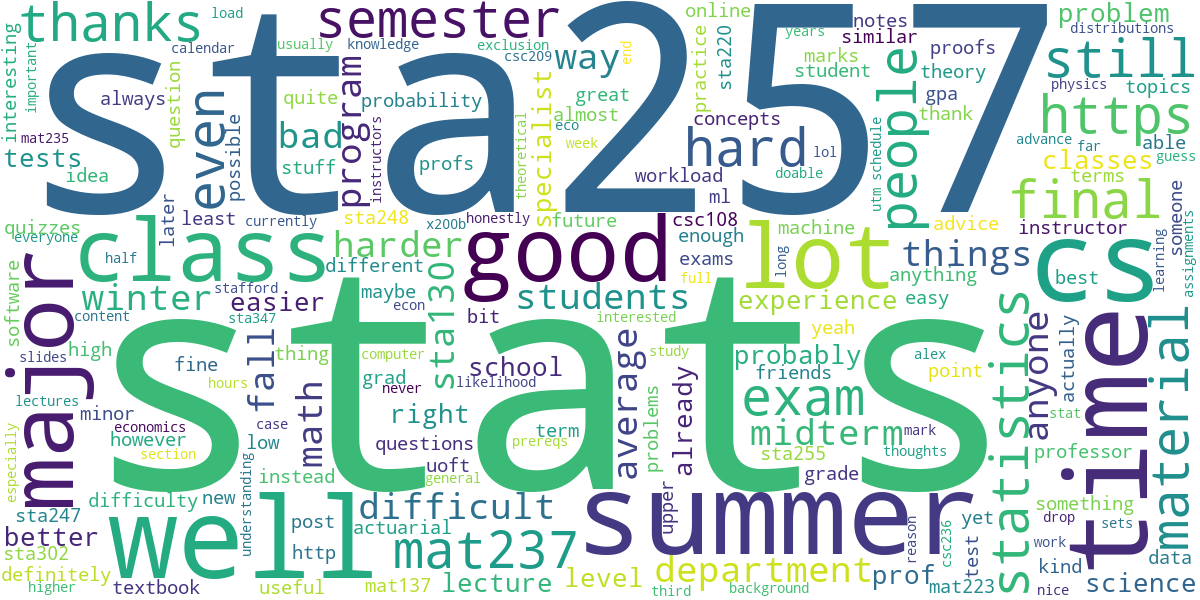 thanks
semester
sta257
stats
interesting
important
load
calendar
usually
knowledge
exclusion
csc209
end
way
online
practice
sta220
years
notes
similar
marks
student
people
proofs
theory
gpa
thank
problem
distributions
still
physics
topics
https
advance
far
able
guess
classes
terms
final
mat235
tests
idea
always
question
even
possible
quite
bad
stuff
program
instructors
probability
profs
theoretical
specialist
great
almost
eco
week
concepts
hard
lol
workload
doable
ml
utm schedule
quizzes
everyone
later
least
currently
sta248
x200b
honestly
future
csc108
enough
exams
full
machine
long
lot
advice
instructor
things
anything
someone
learning
assignments
cs
best
class
half
winter
stafford
easier
sta347
harder
different
maybe
econ
sta130
good
bit
students
interested
experience
easy
software
content
major
high
slides
lectures
minor
economics
however
section
especially
fine
hours
fall
thing
case
low
math
computer
grad
never
right
questions
uoft
general
school
likelihood
term
prereqs
study
average
problems
already
probably
friends
yeah
exam
midterm
sta255
alex
point
mark
thoughts
grade
statistics
anyone
stat
actually
time
material
professor
something
drop
sets
work
kind
nice
data
science
difficulty
new
understanding
instead
sta247
better
sta302
definitely
higher
textbook
well
post
http
useful
actuarial
difficult
mat137
mat237
lecture
level
third
department
background
upper
summer
prof
reason
csc236
mat223
yet
test